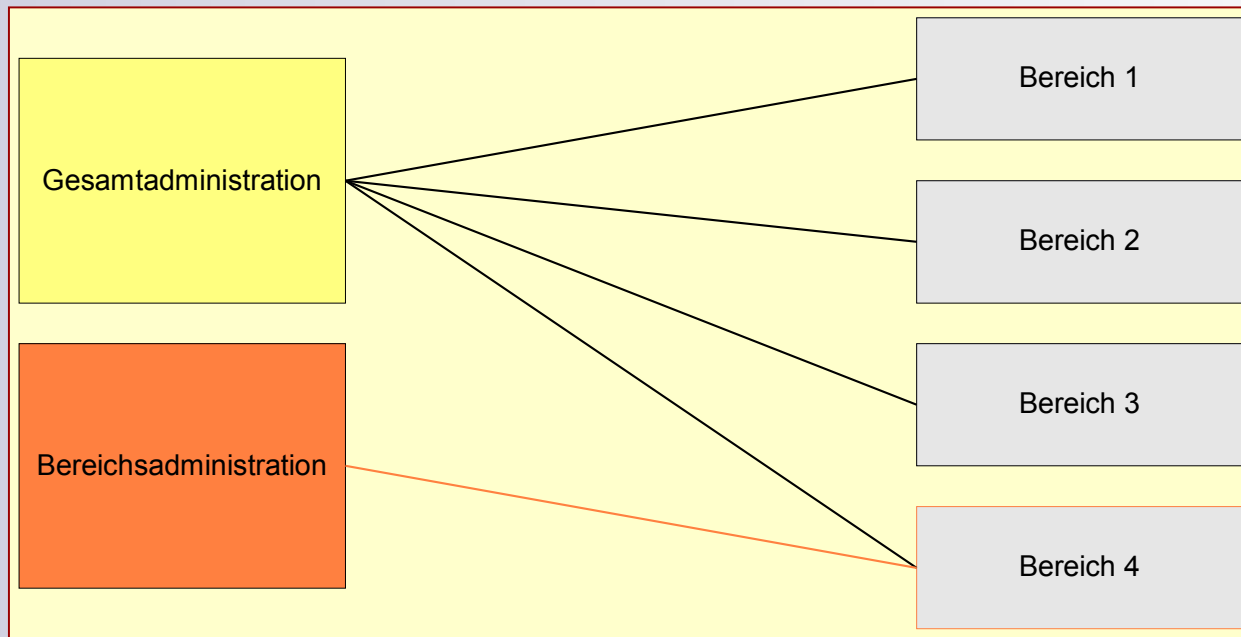 Gesamtadministration
Bereichsadministration
Bereich 1
Bereich 2
Bereich 3
Bereich 4